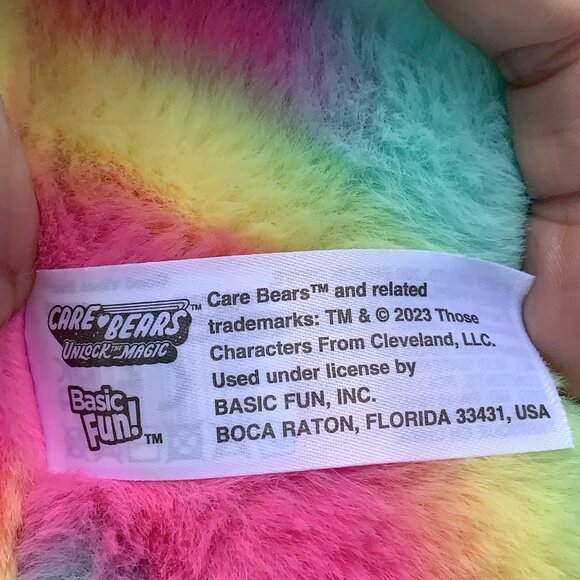 CARE BEARS™
UNLOCK THE MAGIC
Basic
Fun!™
Care Bears™ and related
trademarks: TM & © 2023 Those
Characters From Cleveland, LLC.
Used under license by
BASIC FUN, INC.
BOCA RATON, FLORIDA 33431, USA